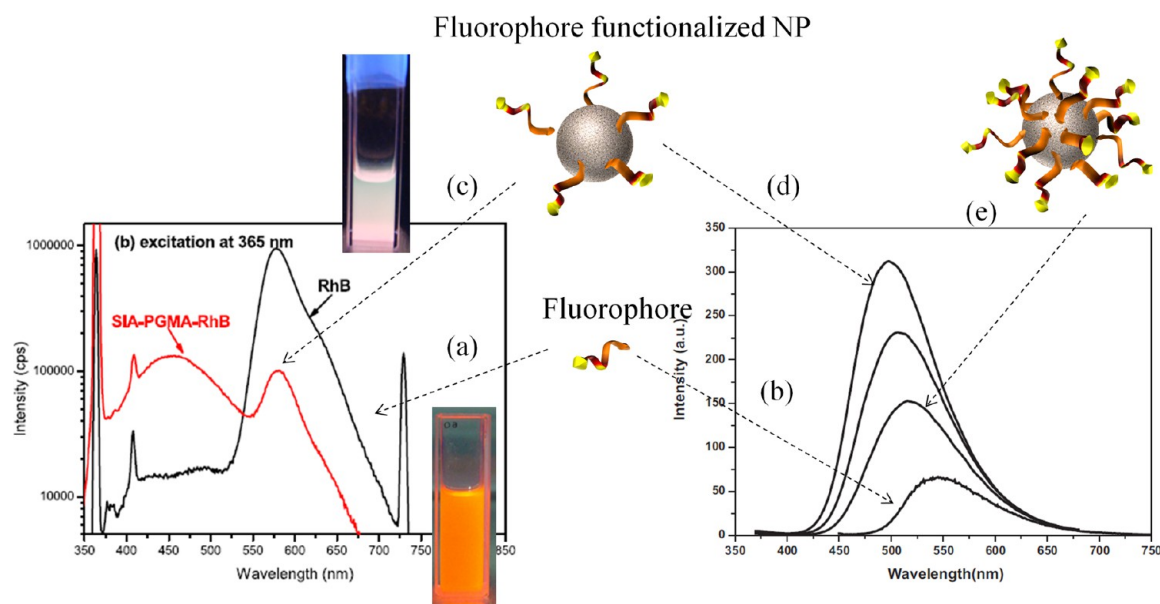 Fluorophore functionalized NP
(c)
(d)
(e)
(b) excitation at 365 nm
RhB
SIA-PGMA-RhB
(a)
Fluorophore
(b)
1000000
100000
10000
Intensity (cps)
350 400 450 500 550 600 650 700 750 800 850
Wavelength (nm)
350
300
250
200
150
100
50
0
Intensity (a.u.)
350 400 450 500 550 600 650 700 750
Wavelength(nm)